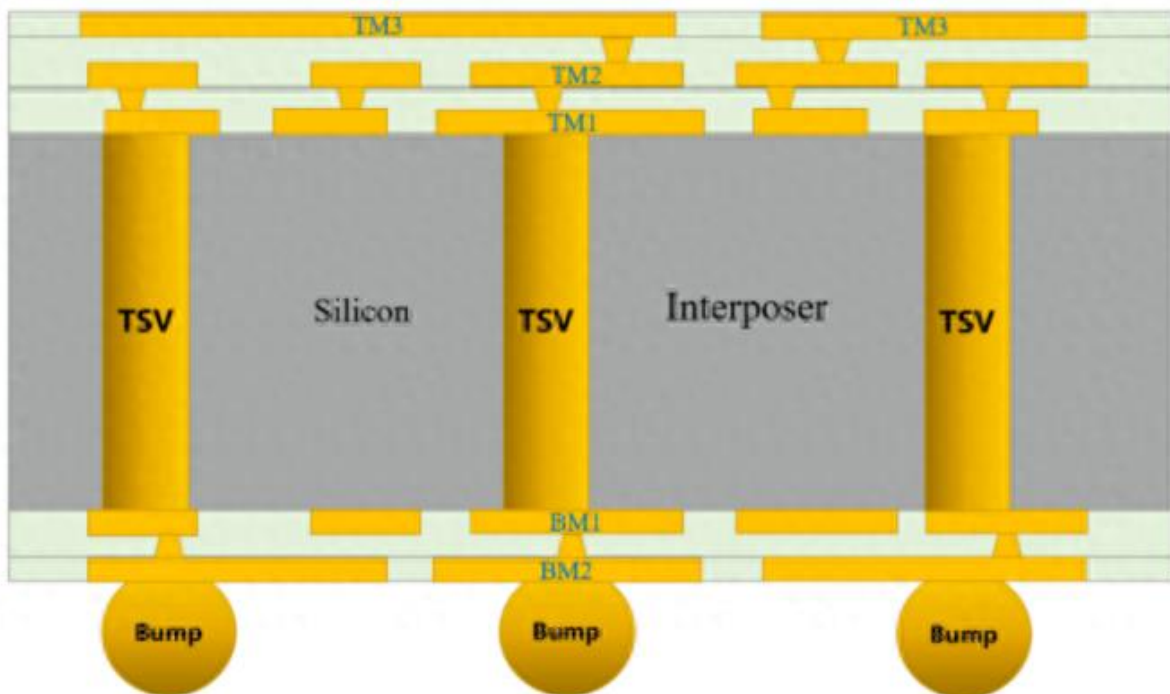 TM3 TM3
TM2
TM1
TSV Silicon TSV Interposer TSV
BM1
BM2
Bump Bump Bump